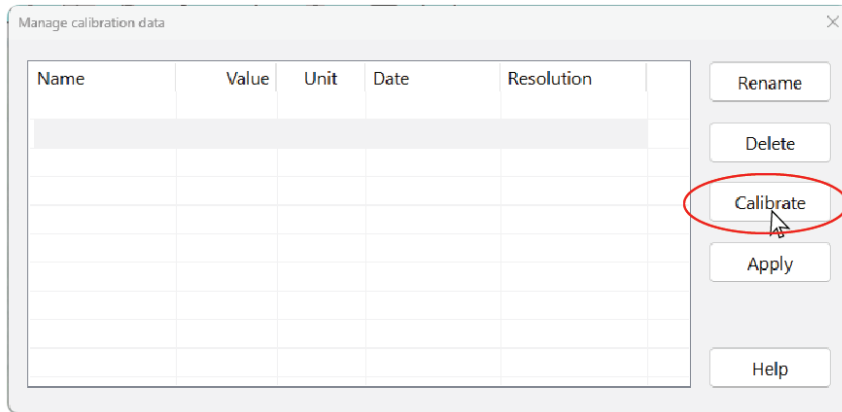 Manage calibration data
Name Value Unit Date Resolution
Rename
Delete
Calibrate
Apply
Help